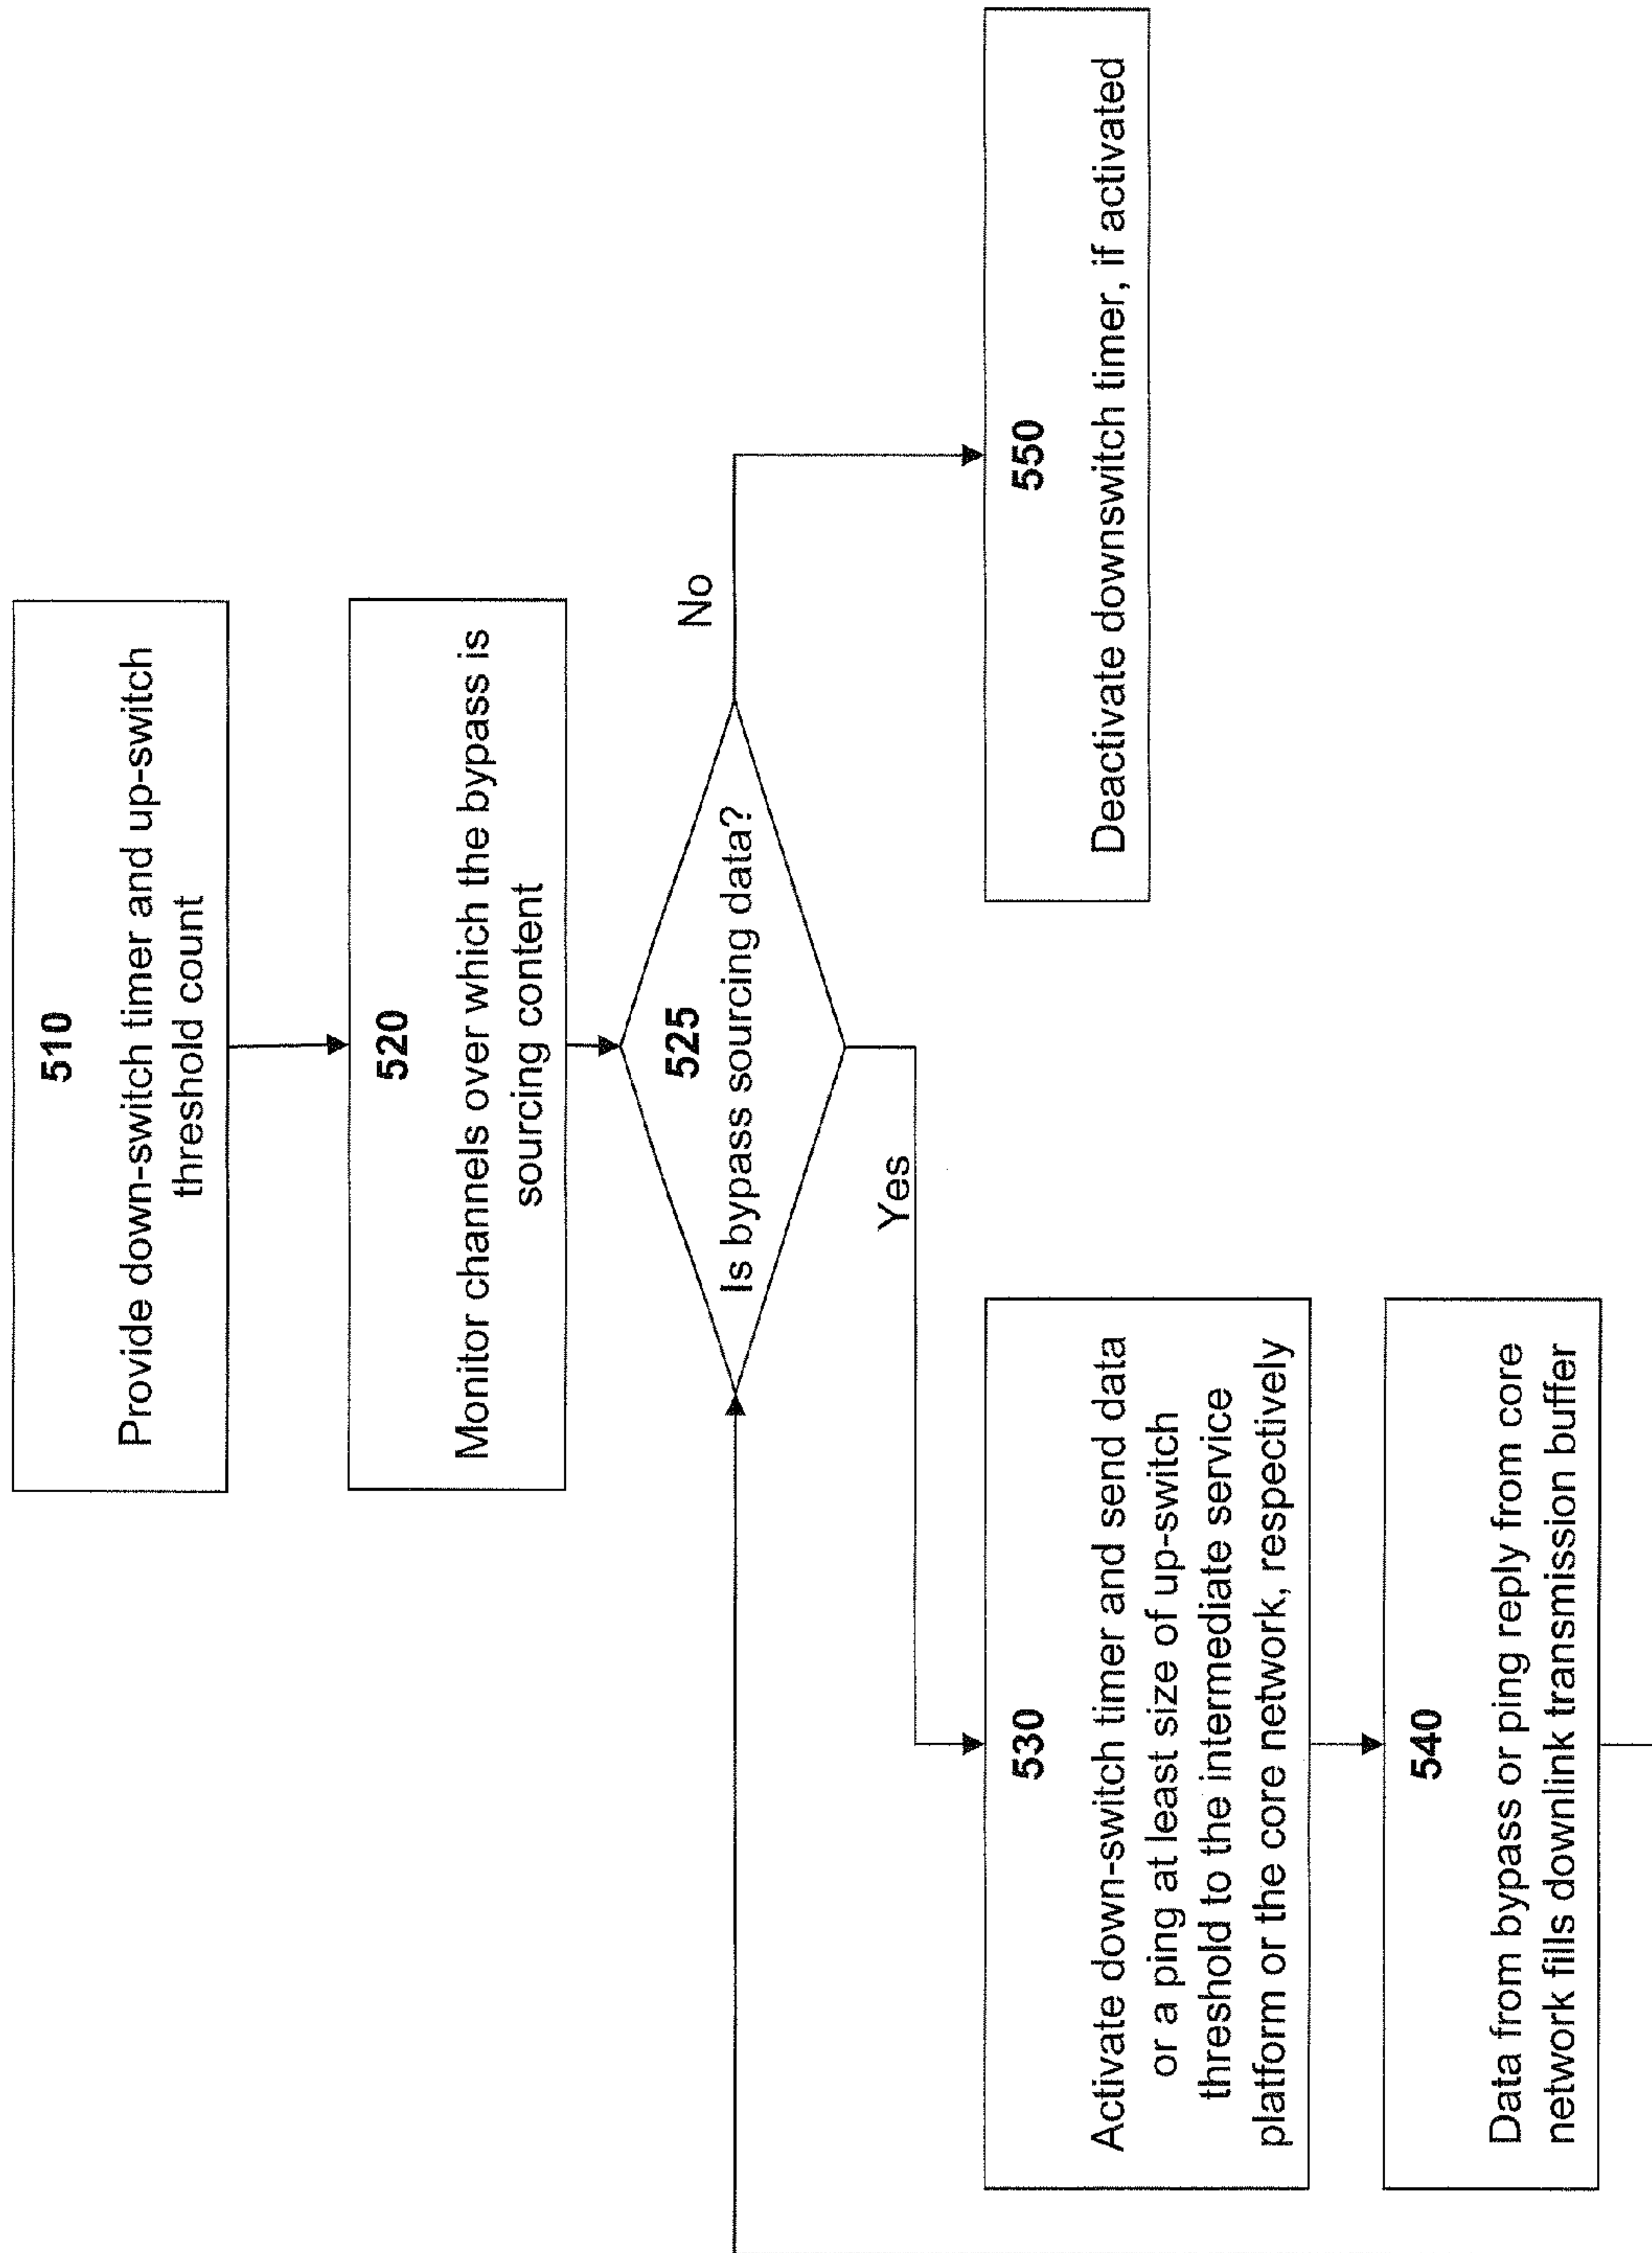 510
Provide down-switch timer and up-switch
threshold count
520
Monitor channels over which the bypass is
sourcing content
525
Is bypass sourcing data?
No
Yes
530
Activate down-switch timer and send data
or a ping at least size of up-switch
threshold to the intermediate service
platform or the core network, respectively
540
Data from bypass or ping reply from core
network fills downlink transmission buffer
550
Deactivate downswitch timer, if activated